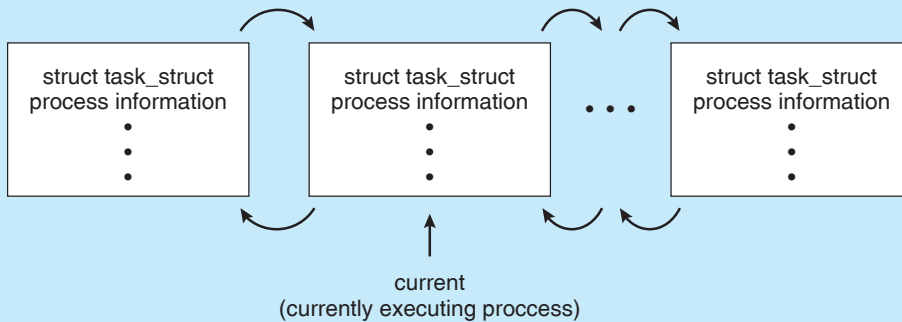 struct task_struct
process information
•
•
•
struct task_struct
process information
•
•
•
• • •
struct task_struct
process information
•
•
•
current
(currently executing proccess)